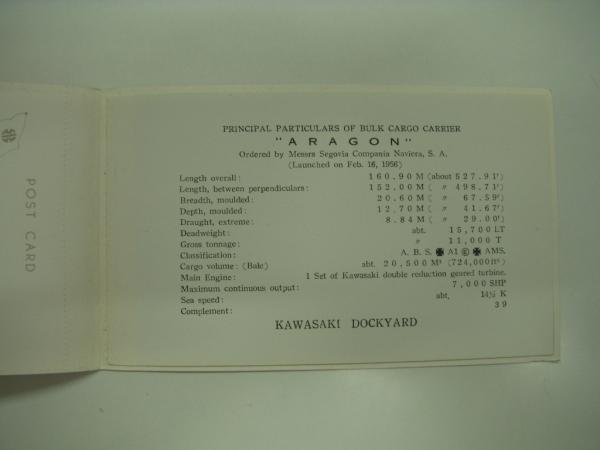 POST CARD
PRINCIPAL PARTICULARS OF BULK CARGO CARRIER
"ARAGON"
Ordered by Messrs Segovia Compania Naviera, S. A.
(Launched on Feb. 16, 1956)
Length overall: 160.90M (about 527.91')
Length, between perpendiculars: 152.00M ( 〃 498.71')
Breadth, moulded: 20.60M ( 〃 67.59')
Depth, moulded: 12.70M ( 〃 41.67')
Draught, extreme: 8.84M ( 〃 29.00')
Deadweight: abt. 15,700LT
Gross tonnage: 〃 11,000 T
Classification: A. B. S. ✠ A1 Ⓔ ✠ AMS.
Cargo volume: (Bale) abt. 20,500M³ (724,000ft³)
Main Engine: 1 Set of Kawasaki double reduction geared turbine.
Maximum continuous output: 7,000SHP
Sea speed: abt. 14½ K
Complement: 39
KAWASAKI DOCKYARD